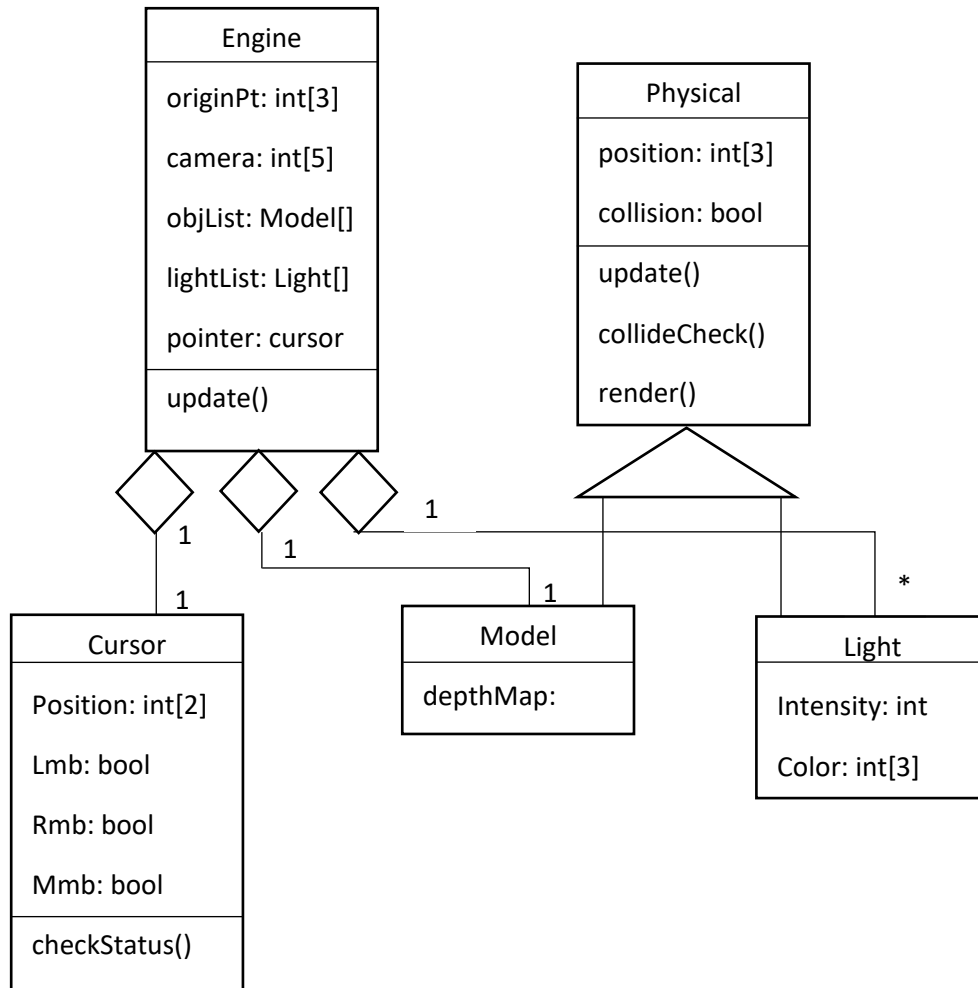 Engine
originPt: int[3]
camera: int[5]
objList: Model[]
lightList: Light[]
pointer: cursor
update()
Physical
position: int[3]
collision: bool
update()
collideCheck()
render()
1
1
1
1
1
*
Cursor
Position: int[2]
Lmb: bool
Rmb: bool
Mmb: bool
checkStatus()
Model
depthMap:
Light
Intensity: int
Color: int[3]